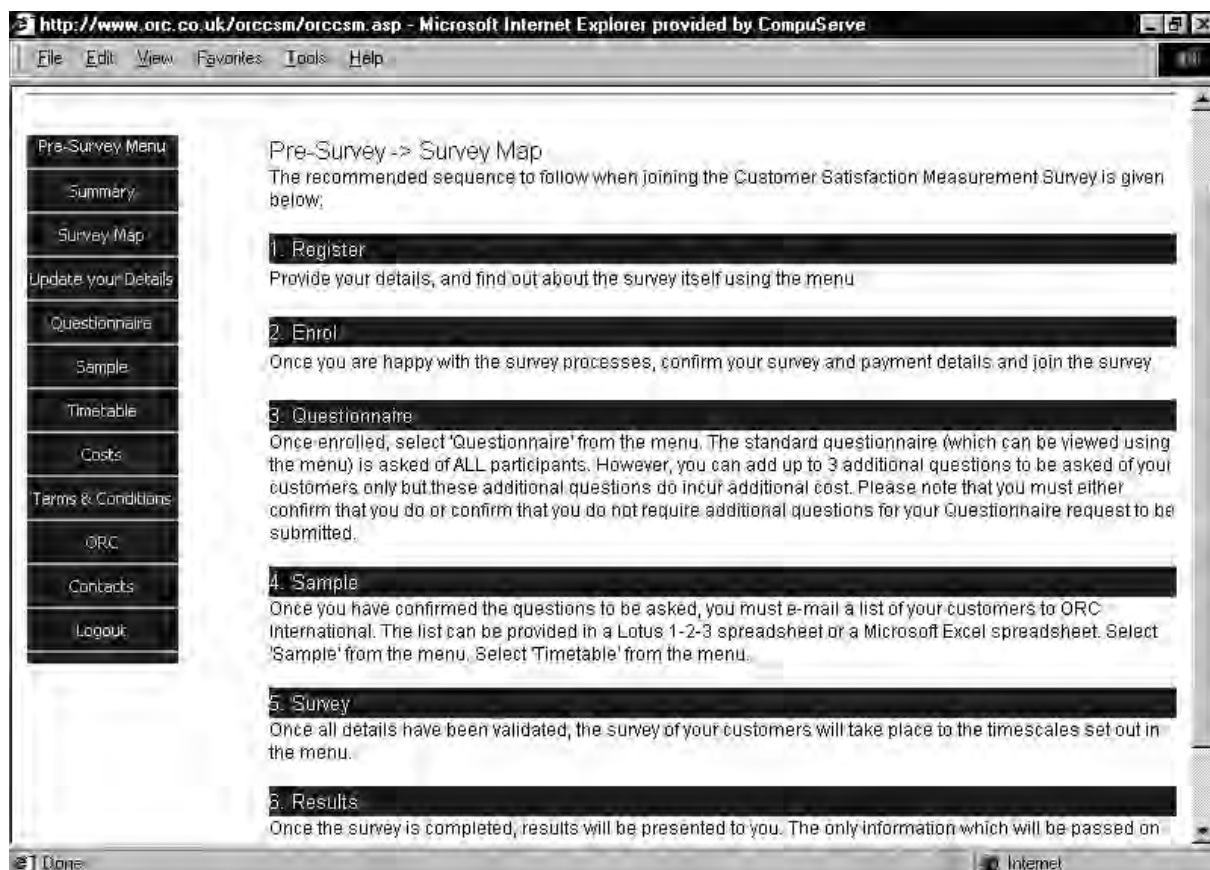 http://www.orc.co.uk/orccsm/orccsm.asp - Microsoft Internet Explorer provided by CompuServe
File Edit View Favorites Tools Help
Pre-Survey Menu
Summary
Survey Map
Update your Details
Questionnaire
Sample
Timetable
Costs
Terms & Conditions
ORC
Contacts
Logout
Pre-Survey -> Survey Map
The recommended sequence to follow when joining the Customer Satisfaction Measurement Survey is given
below;
1. Register
Provide your details, and find out about the survey itself using the menu
2. Enrol
Once you are happy with the survey processes, confirm your survey and payment details and join the survey
3. Questionnaire
Once enrolled, select 'Questionnaire' from the menu. The standard questionnaire (which can be viewed using
the menu) is asked of ALL participants. However, you can add up to 3 additional questions to be asked of your
customers only but these additional questions do incur additional cost. Please note that you must either
confirm that you do or confirm that you do not require additional questions for your Questionnaire request to be
submitted.
4. Sample
Once you have confirmed the questions to be asked, you must e-mail a list of your customers to ORC
International. The list can be provided in a Lotus 1-2-3 spreadsheet or a Microsoft Excel spreadsheet. Select
'Sample' from the menu. Select 'Timetable' from the menu.
5. Survey
Once all details have been validated, the survey of your customers will take place to the timescales set out in
the menu.
6. Results
Once the survey is completed, results will be presented to you. The only information which will be passed on
Done
Internet